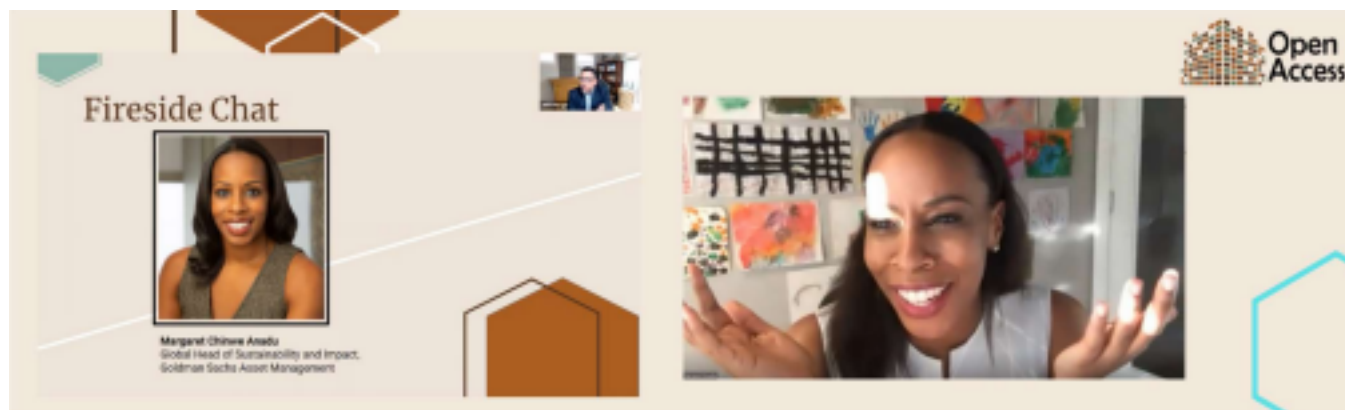 Fireside Chat
Margaret Chinwe Anadu
Global Head of Sustainability and Impact,
Goldman Sachs Asset Management
Open
Access